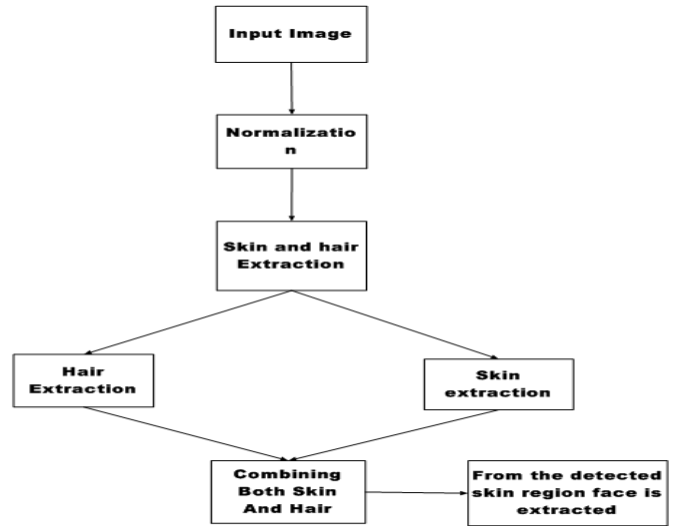 Input Image
Normalizatio
n
Skin and hair
Extraction
Hair
Extraction
Skin
extraction
Combining
Both Skin
And Hair
From the detected
skin region face is
extracted